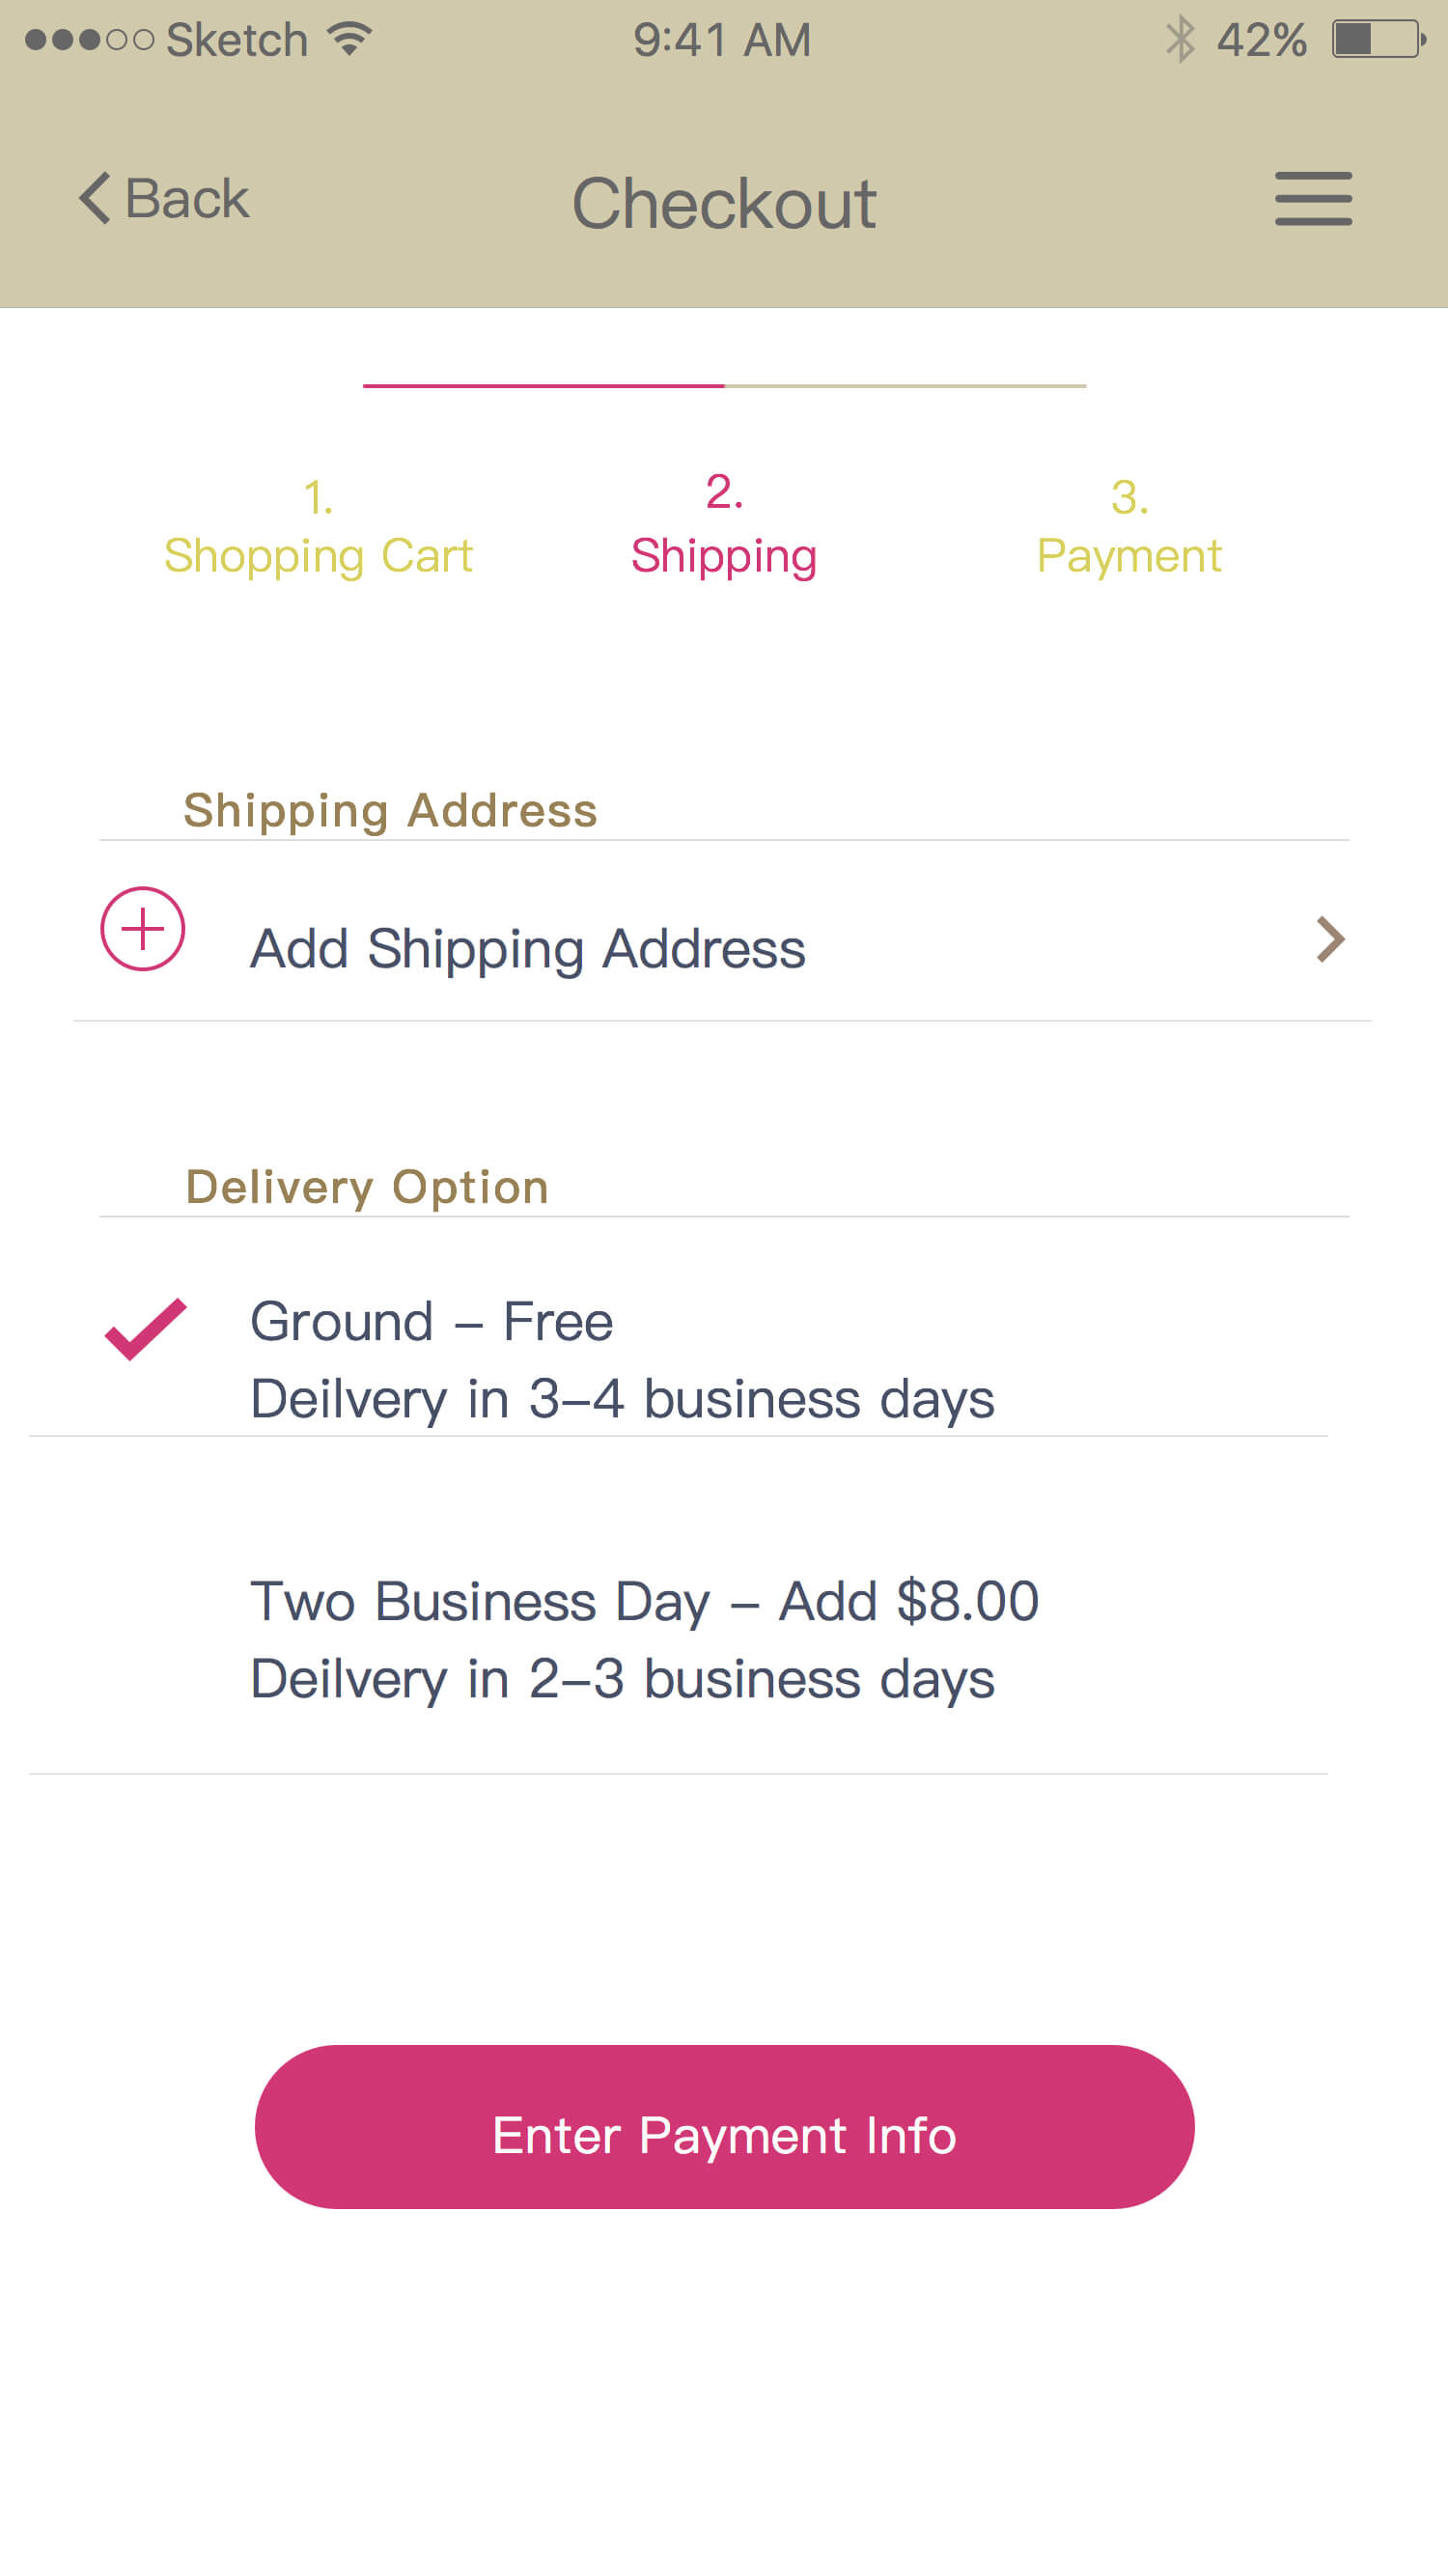 Sketch 9:41 AM 42%
Back Checkout
1. 2. 3.
Shopping Cart Shipping Payment
Shipping Address
Add Shipping Address
Delivery Option
Ground – Free
Deilvery in 3–4 business days
Two Business Day – Add $8.00
Deilvery in 2–3 business days
Enter Payment Info